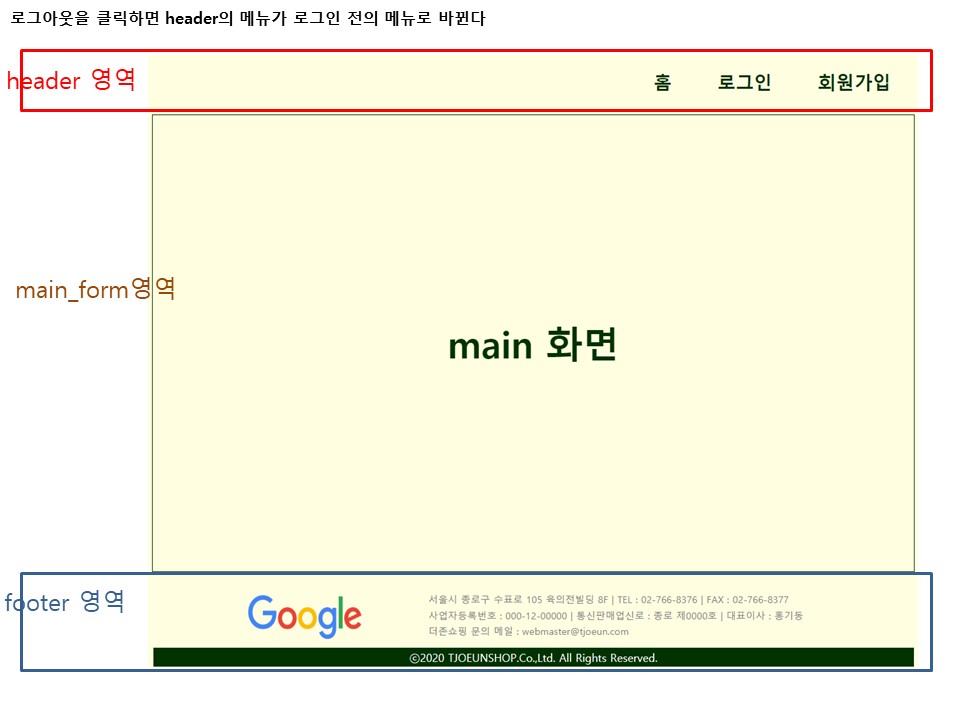 로그아웃을 클릭하면 header의 메뉴가 로그인 전의 메뉴로 바뀐다
header 영역
홈 로그인 회원가입
main_form영역
main 화면
footer 영역
Google
서울시 종로구 수표로 105 육의전빌딩 8F | TEL : 02-766-8376 | FAX : 02-766-8377
사업자등록번호 : 000-12-00000 | 통신판매업신로 : 종로 제0000호 | 대표이사 : 홍기동
더존쇼핑 문의 메일 : webmaster@tjoeun.com
ⓒ2020 TJOEUNSHOP.Co.,Ltd. All Rights Reserved.